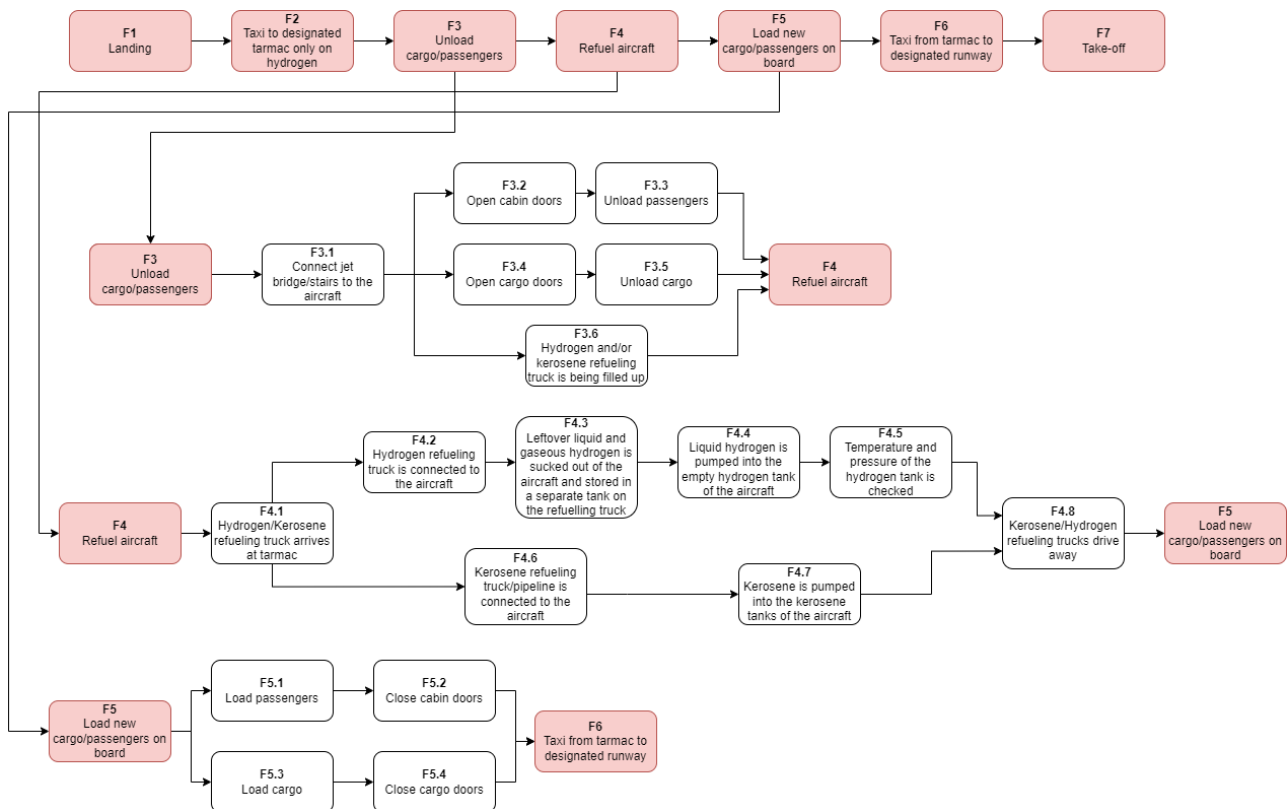 F1
Landing
F2
Taxi to designated
tarmac only on
hydrogen
F3
Unload
cargo/passengers
F4
Refuel aircraft
F5
Load new
cargo/passengers on
board
F6
Taxi from tarmac to
designated runway
F7
Take-off
F3
Unload
cargo/passengers
F3.1
Connect jet
bridge/stairs to the
aircraft
F3.2
Open cabin doors
F3.3
Unload passengers
F3.4
Open cargo doors
F3.5
Unload cargo
F3.6
Hydrogen and/or
kerosene refueling
truck is being filled up
F4
Refuel aircraft
F4
Refuel aircraft
F4.1
Hydrogen/Kerosene
refueling truck arrives
at tarmac
F4.2
Hydrogen refueling
truck is connected to
the aircraft
F4.3
Leftover liquid and
gaseous hydrogen is
sucked out of the
aircraft and stored in
a separate tank on
the refuelling truck
F4.4
Liquid hydrogen is
pumped into the
empty hydrogen tank
of the aircraft
F4.5
Temperature and
pressure of the
hydrogen tank is
checked
F4.6
Kerosene refueling
truck/pipeline is
connected to the
aircraft
F4.7
Kerosene is pumped
into the kerosene
tanks of the aircraft
F4.8
Kerosene/Hydrogen
refueling trucks drive
away
F5
Load new
cargo/passengers on
board
F5
Load new
cargo/passengers on
board
F5.1
Load passengers
F5.2
Close cabin doors
F5.3
Load cargo
F5.4
Close cargo doors
F6
Taxi from tarmac to
designated runway